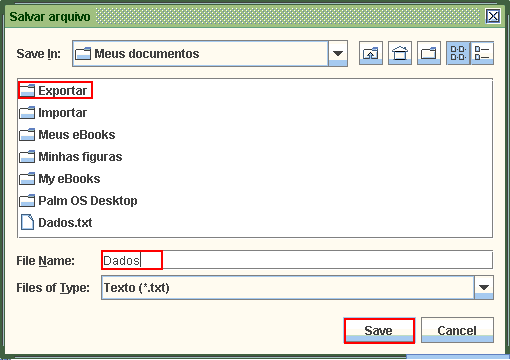 Salvar arquivo
Save In: Meus documentos
Exportar
Importar
Meus eBooks
Minhas figuras
My eBooks
Palm OS Desktop
Dados.txt
File Name: Dados
Files of Type: Texto (*.txt)
Save Cancel